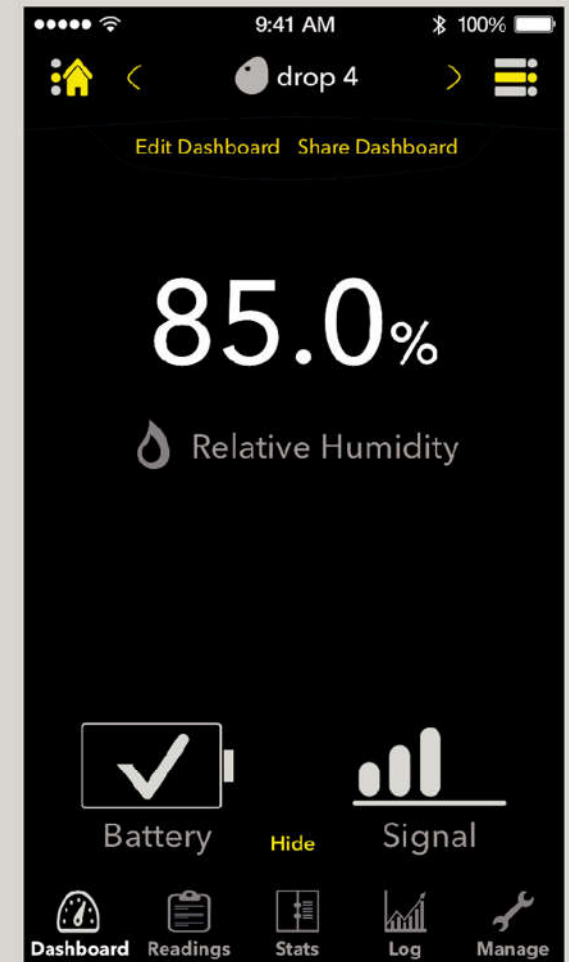 9:41 AM 100%
drop 4
Edit Dashboard Share Dashboard
85.0%
Relative Humidity
Battery Hide Signal
Dashboard Readings Stats Log Manage